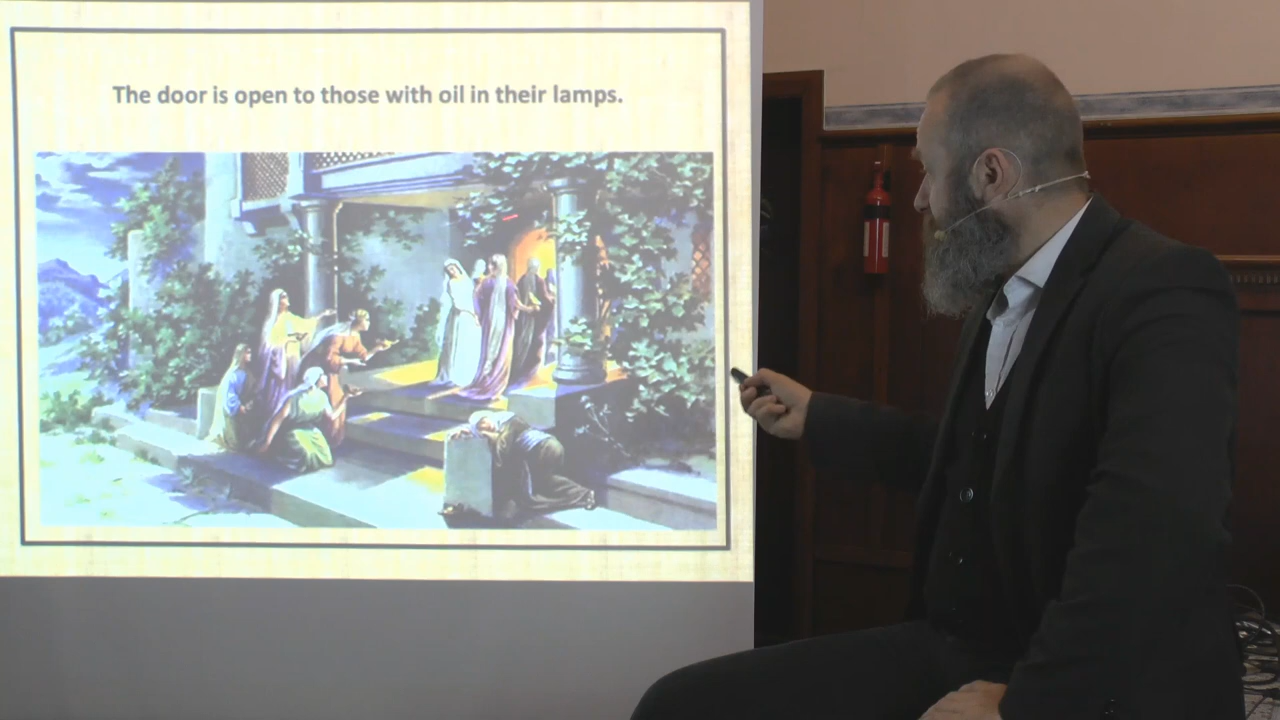 The door is open to those with oil in their lamps.